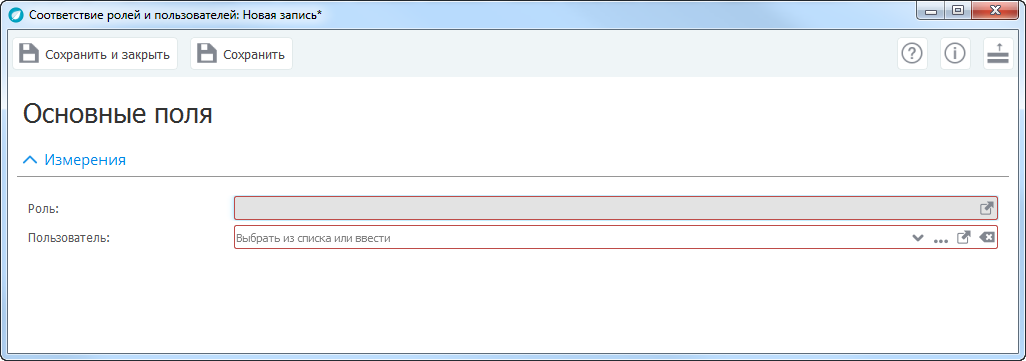 Соответствие ролей и пользователей: Новая запись*
Сохранить и закрыть
Сохранить
Основные поля
Измерения
Роль:
Пользователь:
Выбрать из списка или ввести